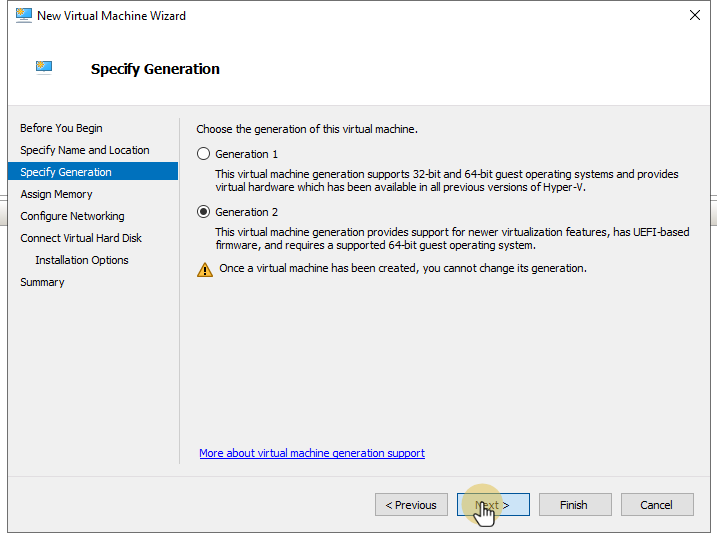 New Virtual Machine Wizard
Specify Generation
Before You Begin
Specify Name and Location
Specify Generation
Assign Memory
Configure Networking
Connect Virtual Hard Disk
Installation Options
Summary
Choose the generation of this virtual machine.
Generation 1
This virtual machine generation supports 32-bit and 64-bit guest operating systems and provides
virtual hardware which has been available in all previous versions of Hyper-V.
Generation 2
This virtual machine generation provides support for newer virtualization features, has UEFI-based
firmware, and requires a supported 64-bit guest operating system.
Once a virtual machine has been created, you cannot change its generation.
More about virtual machine generation support
< Previous
Next >
Finish
Cancel